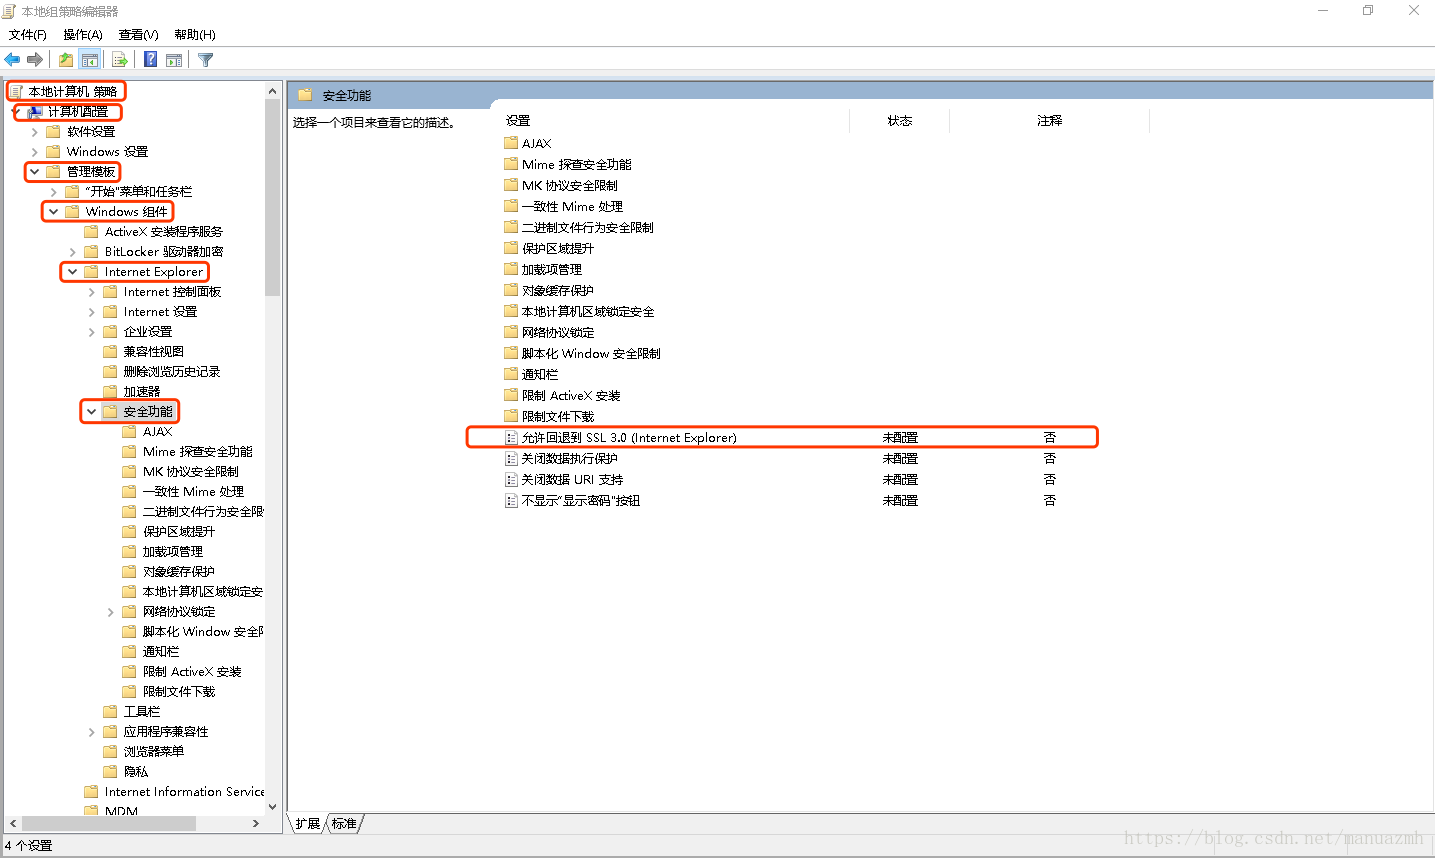 本地组策略编辑器
文件(F) 操作(A) 查看(V) 帮助(H)
本地计算机 策略
计算机配置
软件设置
Windows 设置
管理模板
"开始"菜单和任务栏
Windows 组件
ActiveX 安装程序服务
BitLocker 驱动器加密
Internet Explorer
Internet 控制面板
Internet 设置
企业设置
兼容性视图
删除浏览历史记录
加速器
安全功能
AJAX
Mime 探查安全功能
MK 协议安全限制
一致性 Mime 处理
二进制文件行为安全限
保护区域提升
加载项管理
对象缓存保护
本地计算机区域锁定安
网络协议锁定
脚本化 Window 安全
通知栏
限制 ActiveX 安装
限制文件下载
工具栏
应用程序兼容性
浏览器菜单
隐私
Internet Information Service
MDM
安全功能
选择一个项目来查看它的描述。
设置 状态 注释
AJAX
Mime 探查安全功能
MK 协议安全限制
一致性 Mime 处理
二进制文件行为安全限制
保护区域提升
加载项管理
对象缓存保护
本地计算机区域锁定安全
网络协议锁定
脚本化 Window 安全限制
通知栏
限制 ActiveX 安装
限制文件下载
允许回退到 SSL 3.0 (Internet Explorer) 未配置 否
关闭数据执行保护 未配置 否
关闭数据 URI 支持 未配置 否
不显示"显示密码"按钮 未配置 否
扩展 标准
4 个设置
https://blog.csdn.net/manuazmh